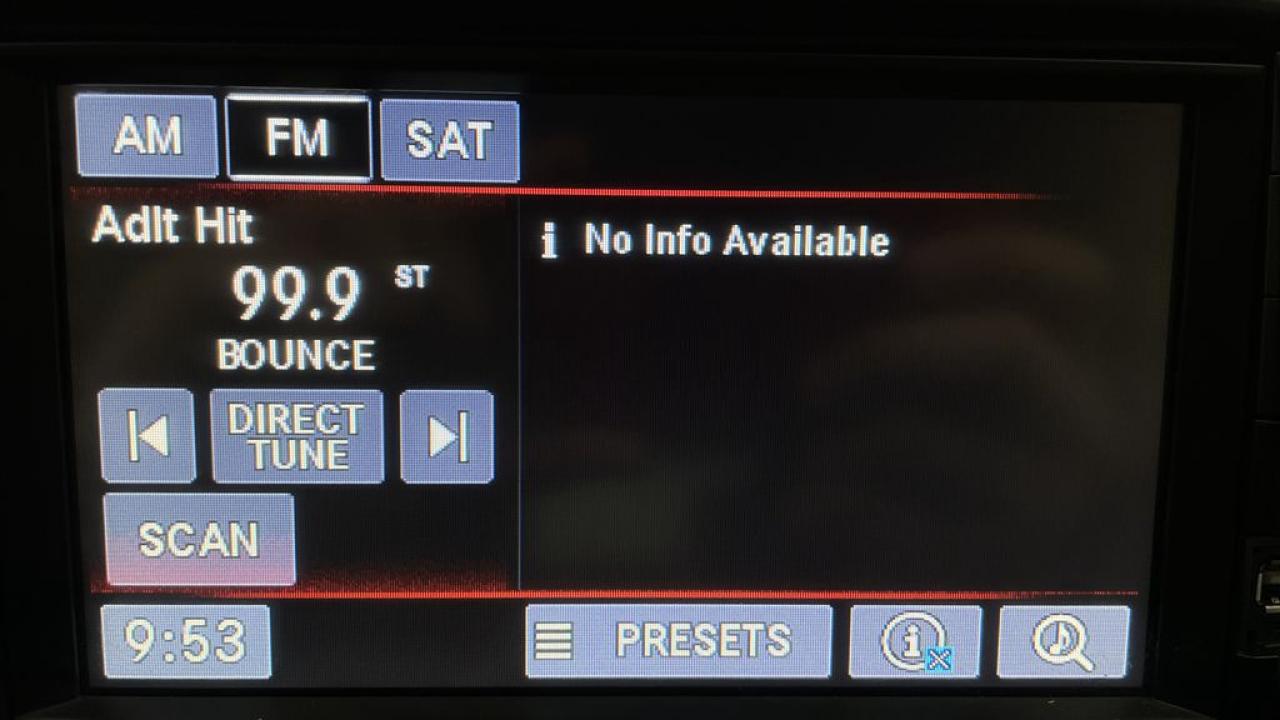 AM FM SAT
Adlt Hit
99.9 ST
BOUNCE
i No Info Available
DIRECT
TUNE
SCAN
9:53
PRESETS
i